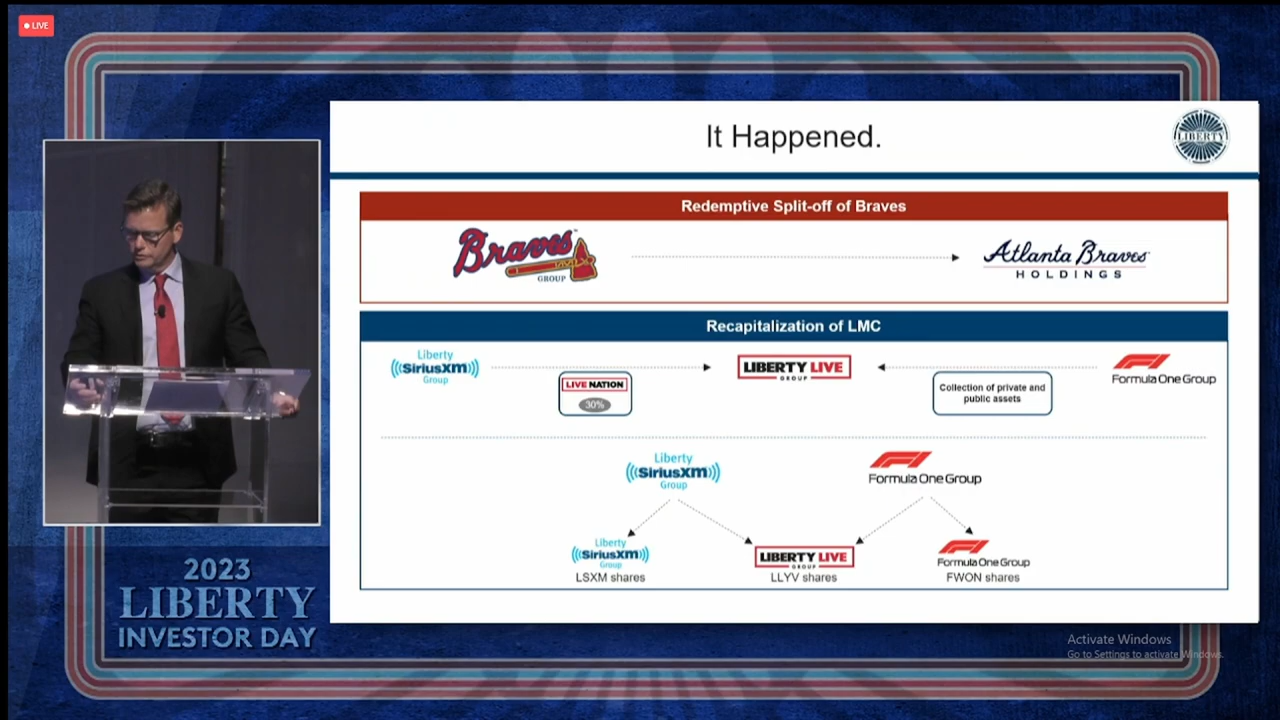 LIVE
It Happened.
LIBERTY
Redemptive Split-off of Braves
Braves
GROUP
Atlanta Braves
HOLDINGS
Recapitalization of LMC
Liberty
((SiriusXM))
Group
LIVE NATION
30%
LIBERTY LIVE
GROUP
Collection of private and
public assets
F1
Formula One Group
Liberty
((SiriusXM))
Group
F1
Formula One Group
Liberty
((SiriusXM))
Group
LSXM shares
LIBERTY LIVE
GROUP
LLYV shares
F1
Formula One Group
FWON shares
2023
LIBERTY
INVESTOR DAY
Activate Windows
Go to Settings to activate Windows.